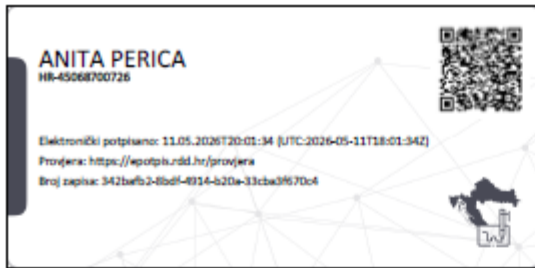 ANITA PERICA
HR-45068700726
Elektronički potpisano: 11.05.2026T20:01:34 (UTC:2026-05-11T18:01:34Z)
Provjera: https://epotpis.rdd.hr/provjera
Broj zapisa: 342bafb2-8bdf-4914-b20a-33cba3f670c4